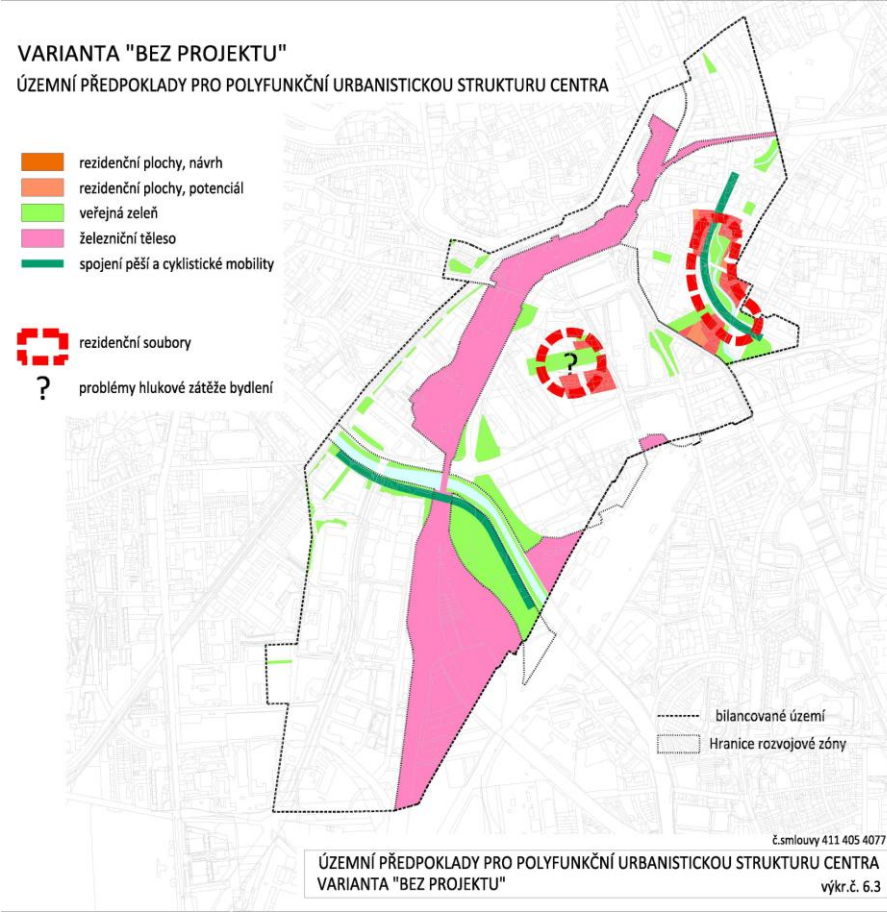 VARIANTA "BEZ PROJEKTU"
ÚZEMNÍ PŘEDPOKLADY PRO POLYFUNKČNÍ URBANISTICKOU STRUKTURU CENTRA
rezidenční plochy, návrh
rezidenční plochy, potenciál
veřejná zeleň
železniční těleso
spojení pěší a cyklistické mobility
rezidenční soubory
? problémy hlukové zátěže bydlení
?
bilancované území
Hranice rozvojové zóny
č.smlouvy 411 405 4077
ÚZEMNÍ PŘEDPOKLADY PRO POLYFUNKČNÍ URBANISTICKOU STRUKTURU CENTRA
VARIANTA "BEZ PROJEKTU" výkr.č. 6.3